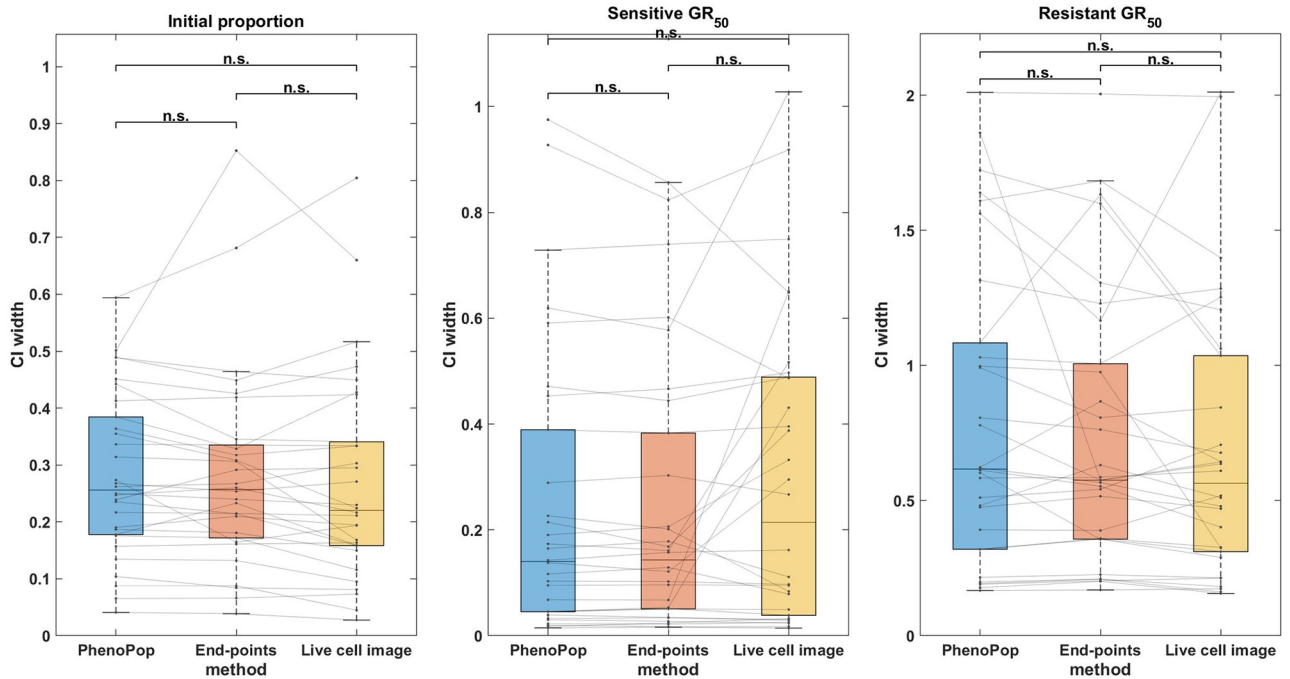 Initial proportion
1
0.9
0.8
0.7
0.6
0.5
0.4
0.3
0.2
0.1
0
CI width
n.s.
n.s.
n.s.
PhenoPop End-points Live cell image
method
Sensitive GR50
1
0.8
0.6
0.4
0.2
0
CI width
n.s.
n.s.
n.s.
PhenoPop End-points Live cell image
method
Resistant GR50
2
1.5
1
0.5
0
CI width
n.s.
n.s.
n.s.
PhenoPop End-points Live cell image
method